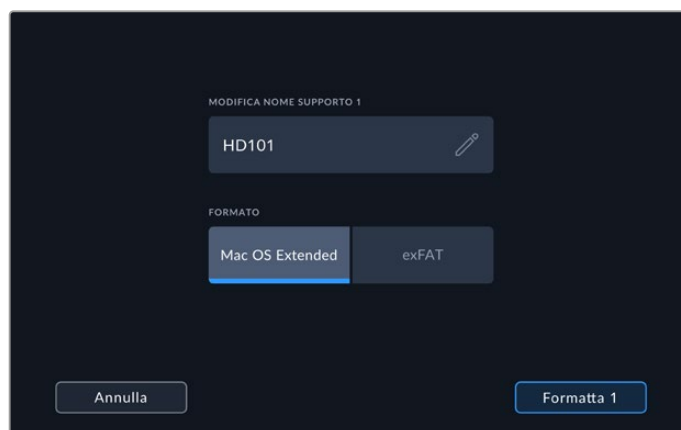 MODIFICA NOME SUPPORTO 1
HD101
FORMATO
Mac OS Extended exFAT
Annulla Formatta 1